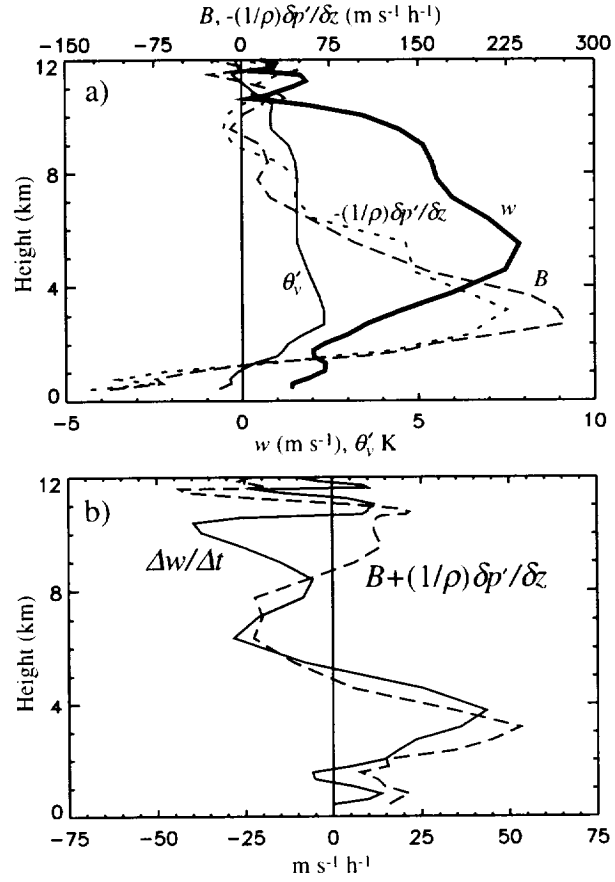 B, -(1/ρ)δp′/δz (m s⁻¹ h⁻¹)
-150 -75 0 75 150 225 300
a)
12
8
4
0
Height (km)
-(1/ρ)δp′/δz
w
θ′ᵥ
B
-5 0 5 10
w (m s⁻¹), θ′ᵥ K
b)
12
8
4
0
Height (km)
Δw/Δt
B+(1/ρ)δp′/δz
-75 -50 -25 0 25 50 75
m s⁻¹ h⁻¹